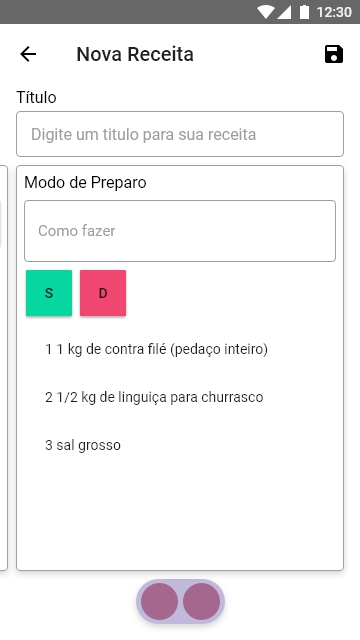 12:30
Nova Receita
Título
Digite um titulo para sua receita
Modo de Preparo
Como fazer
S D
1 1 kg de contra filé (pedaço inteiro)
2 1/2 kg de linguiça para churrasco
3 sal grosso